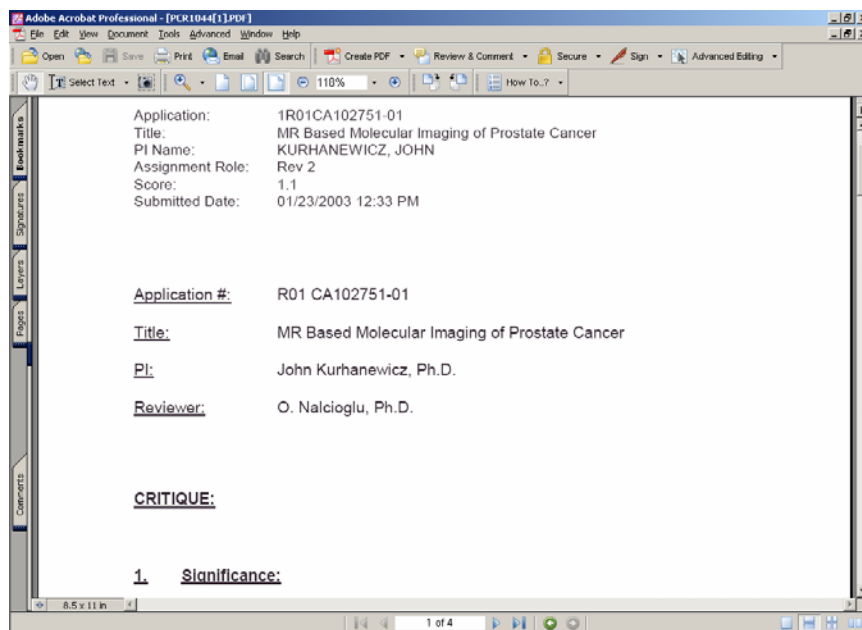 Adobe Acrobat Professional - [PCR1044[1].PDF]
File Edit View Document Tools Advanced Window Help
Open Save Print Email Search Create PDF Review & Comment Secure Sign Advanced Editing
Select Text 118% How To..?
Bookmarks
Signatures
Layers
Pages
Comments
Application: 1R01CA102751-01
Title: MR Based Molecular Imaging of Prostate Cancer
PI Name: KURHANEWICZ, JOHN
Assignment Role: Rev 2
Score: 1.1
Submitted Date: 01/23/2003 12:33 PM
Application #: R01 CA102751-01
Title: MR Based Molecular Imaging of Prostate Cancer
PI: John Kurhanewicz, Ph.D.
Reviewer: O. Nalcioglu, Ph.D.
CRITIQUE:
1. Significance:
8.5 x 11 in
1 of 4